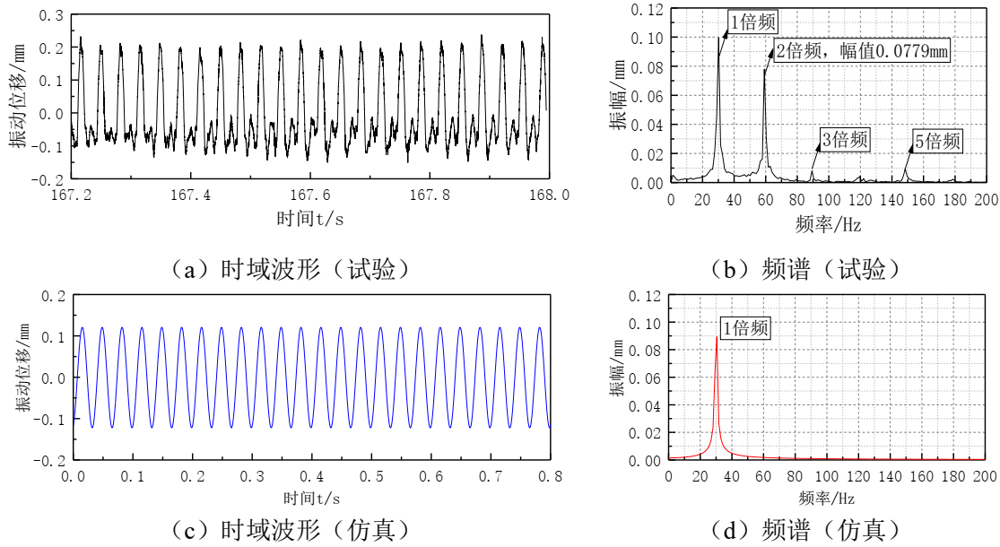 0.3
0.2
0.1
0.0
-0.1
-0.2
振动位移/mm
167.2 167.4 167.6 167.8 168.0
时间t/s
(a)时域波形(试验)
0.12
0.10
0.08
0.06
0.04
0.02
0.00
振幅/mm
1倍频
2倍频，幅值0.0779mm
3倍频
5倍频
0 20 40 60 80 100 120 140 160 180 200
频率/Hz
(b)频谱(试验)
0.2
0.1
0.0
-0.1
-0.2
振动位移/mm
0.0 0.1 0.2 0.3 0.4 0.5 0.6 0.7 0.8
时间t/s
(c)时域波形(仿真)
0.12
0.10
0.08
0.06
0.04
0.02
0.00
振幅/mm
1倍频
0 20 40 60 80 100 120 140 160 180 200
频率/Hz
(d)频谱(仿真)